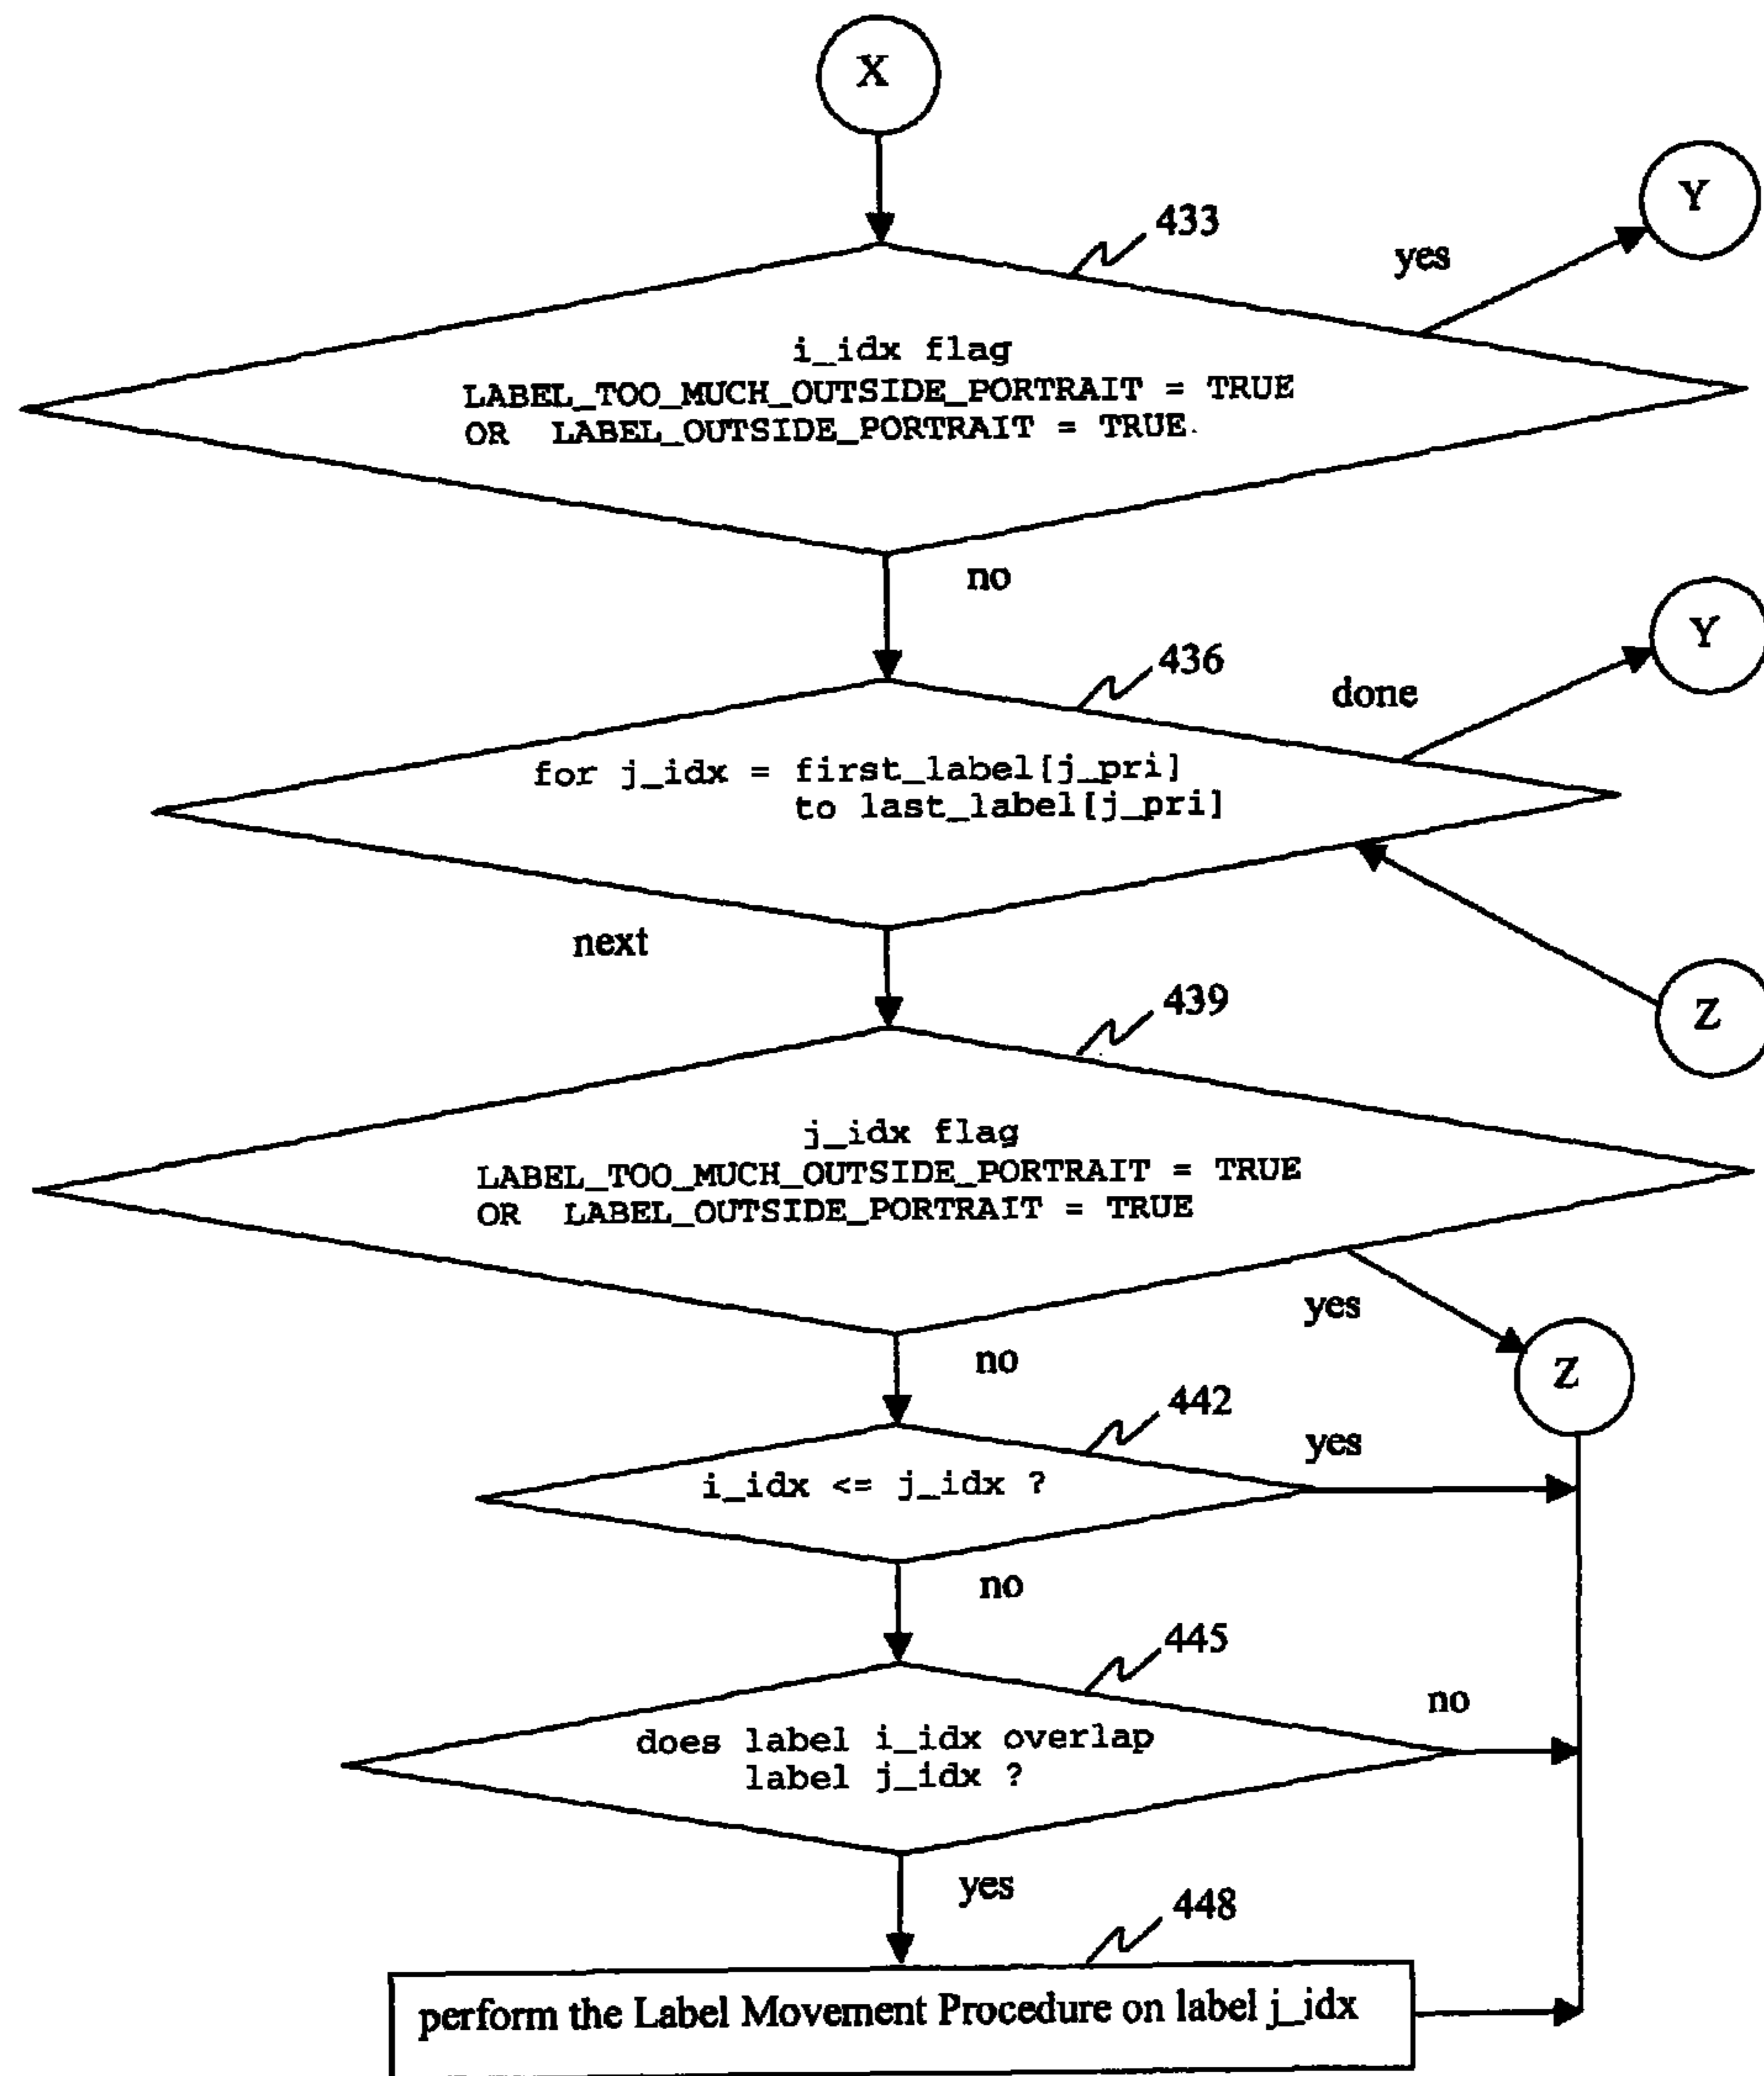 X
433
Y
yes
i_idx flag
LABEL_TOO_MUCH_OUTSIDE_PORTRAIT = TRUE
OR LABEL_OUTSIDE_PORTRAIT = TRUE.
no
436
Y
done
for j_idx = first_label[j_pri]
to last_label[j_pri]
next
439
Z
j_idx flag
LABEL_TOO_MUCH_OUTSIDE_PORTRAIT = TRUE
OR LABEL_OUTSIDE_PORTRAIT = TRUE
yes
no
Z
442
yes
i_idx <= j_idx ?
no
445
no
does label i_idx overlap
label j_idx ?
yes
448
perform the Label Movement Procedure on label j_idx